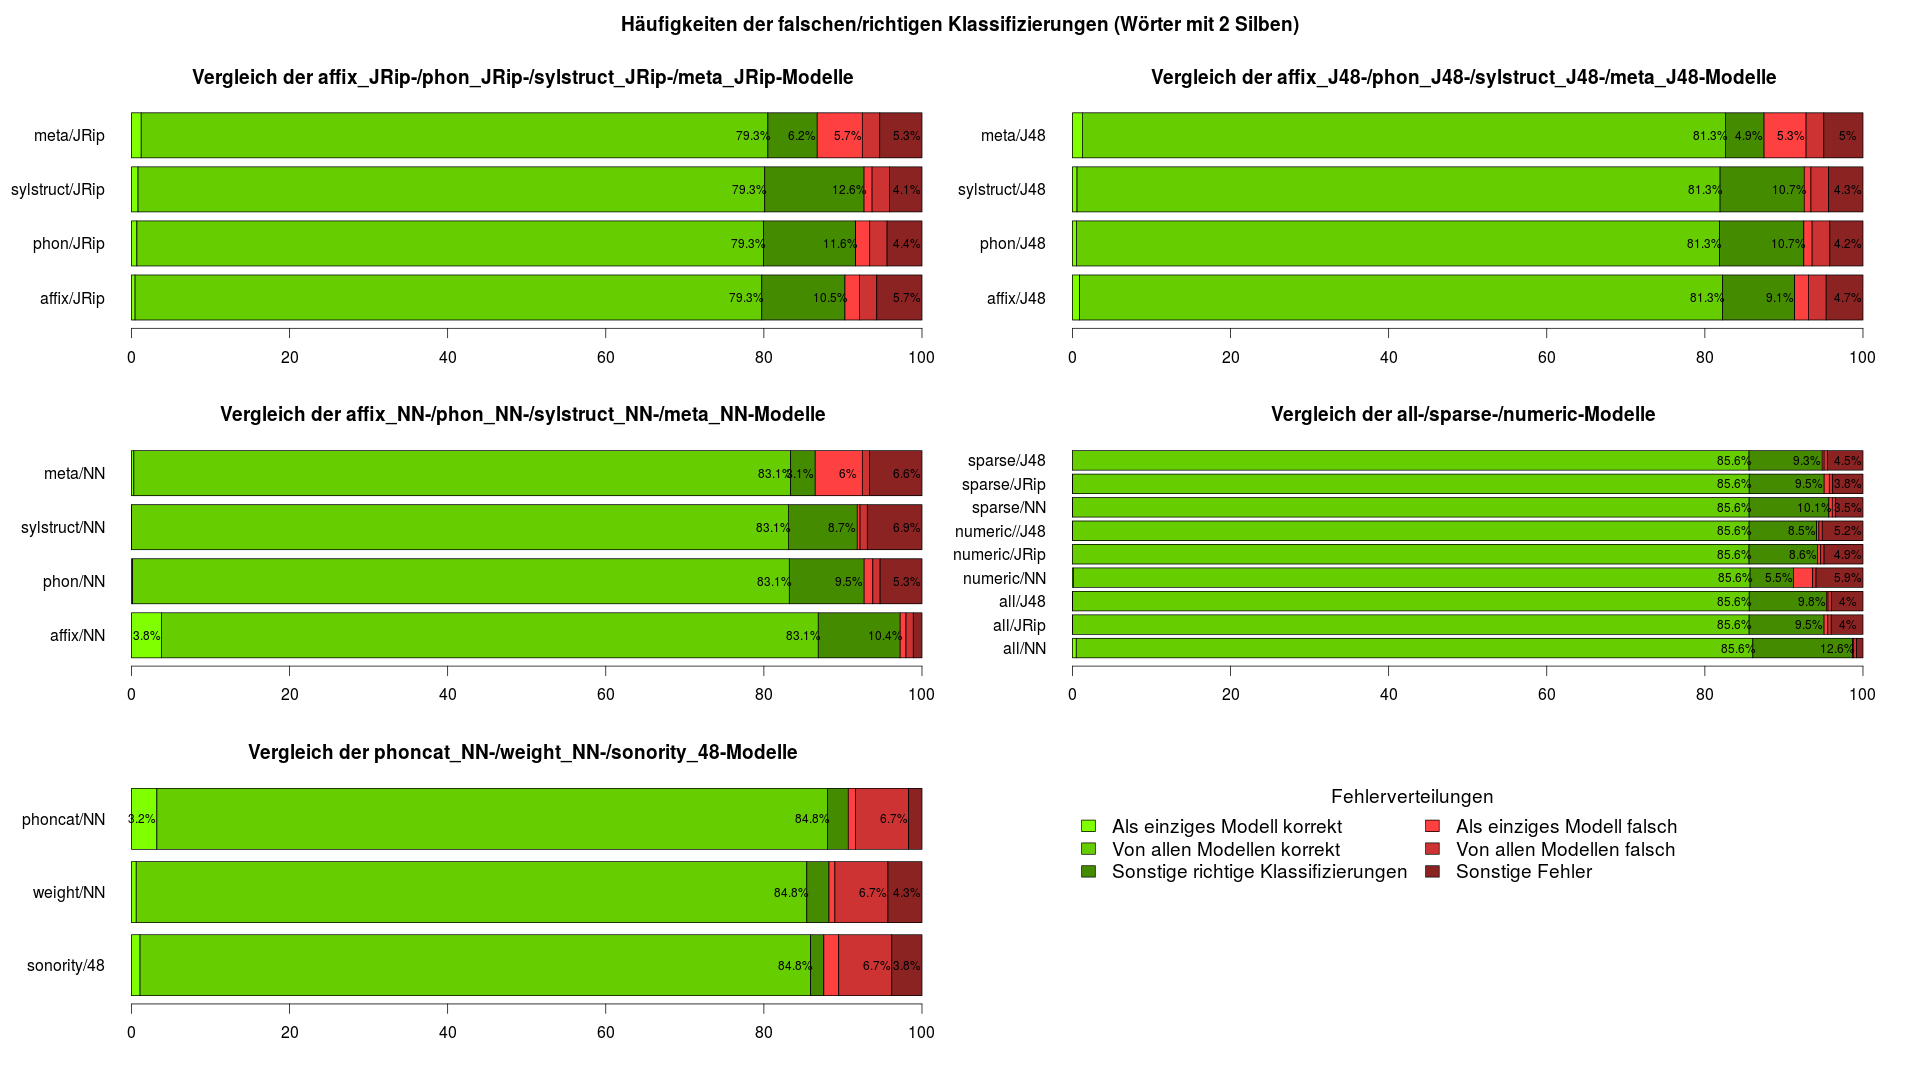 Häufigkeiten der falschen/richtigen Klassifizierungen (Wörter mit 2 Silben)
Vergleich der affix_JRip-/phon_JRip-/sylstruct_JRip-/meta_JRip-Modelle
meta/JRip 79.3% 6.2% 5.7% 5.3%
sylstruct/JRip 79.3% 12.6% 4.1%
phon/JRip 79.3% 11.6% 4.4%
affix/JRip 79.3% 10.5% 5.7%
0 20 40 60 80 100
Vergleich der affix_J48-/phon_J48-/sylstruct_J48-/meta_J48-Modelle
meta/J48 81.3% 4.9% 5.3% 5%
sylstruct/J48 81.3% 10.7% 4.3%
phon/J48 81.3% 10.7% 4.2%
affix/J48 81.3% 9.1% 4.7%
0 20 40 60 80 100
Vergleich der affix_NN-/phon_NN-/sylstruct_NN-/meta_NN-Modelle
meta/NN 83.1% 3.1% 6% 6.6%
sylstruct/NN 83.1% 8.7% 6.9%
phon/NN 83.1% 9.5% 5.3%
affix/NN 3.8% 83.1% 10.4%
0 20 40 60 80 100
Vergleich der all-/sparse-/numeric-Modelle
sparse/J48 85.6% 9.3% 4.5%
sparse/JRip 85.6% 9.5% 3.8%
sparse/NN 85.6% 10.1% 3.5%
numeric//J48 85.6% 8.5% 5.2%
numeric/JRip 85.6% 8.6% 4.9%
numeric/NN 85.6% 5.5% 5.9%
all/J48 85.6% 9.8% 4%
all/JRip 85.6% 9.5% 4%
all/NN 85.6% 12.6%
0 20 40 60 80 100
Vergleich der phoncat_NN-/weight_NN-/sonority_48-Modelle
phoncat/NN 3.2% 84.8% 6.7%
weight/NN 84.8% 6.7% 4.3%
sonority/48 84.8% 6.7% 3.8%
0 20 40 60 80 100
Fehlerverteilungen
Als einziges Modell korrekt Als einziges Modell falsch
Von allen Modellen korrekt Von allen Modellen falsch
Sonstige richtige Klassifizierungen Sonstige Fehler